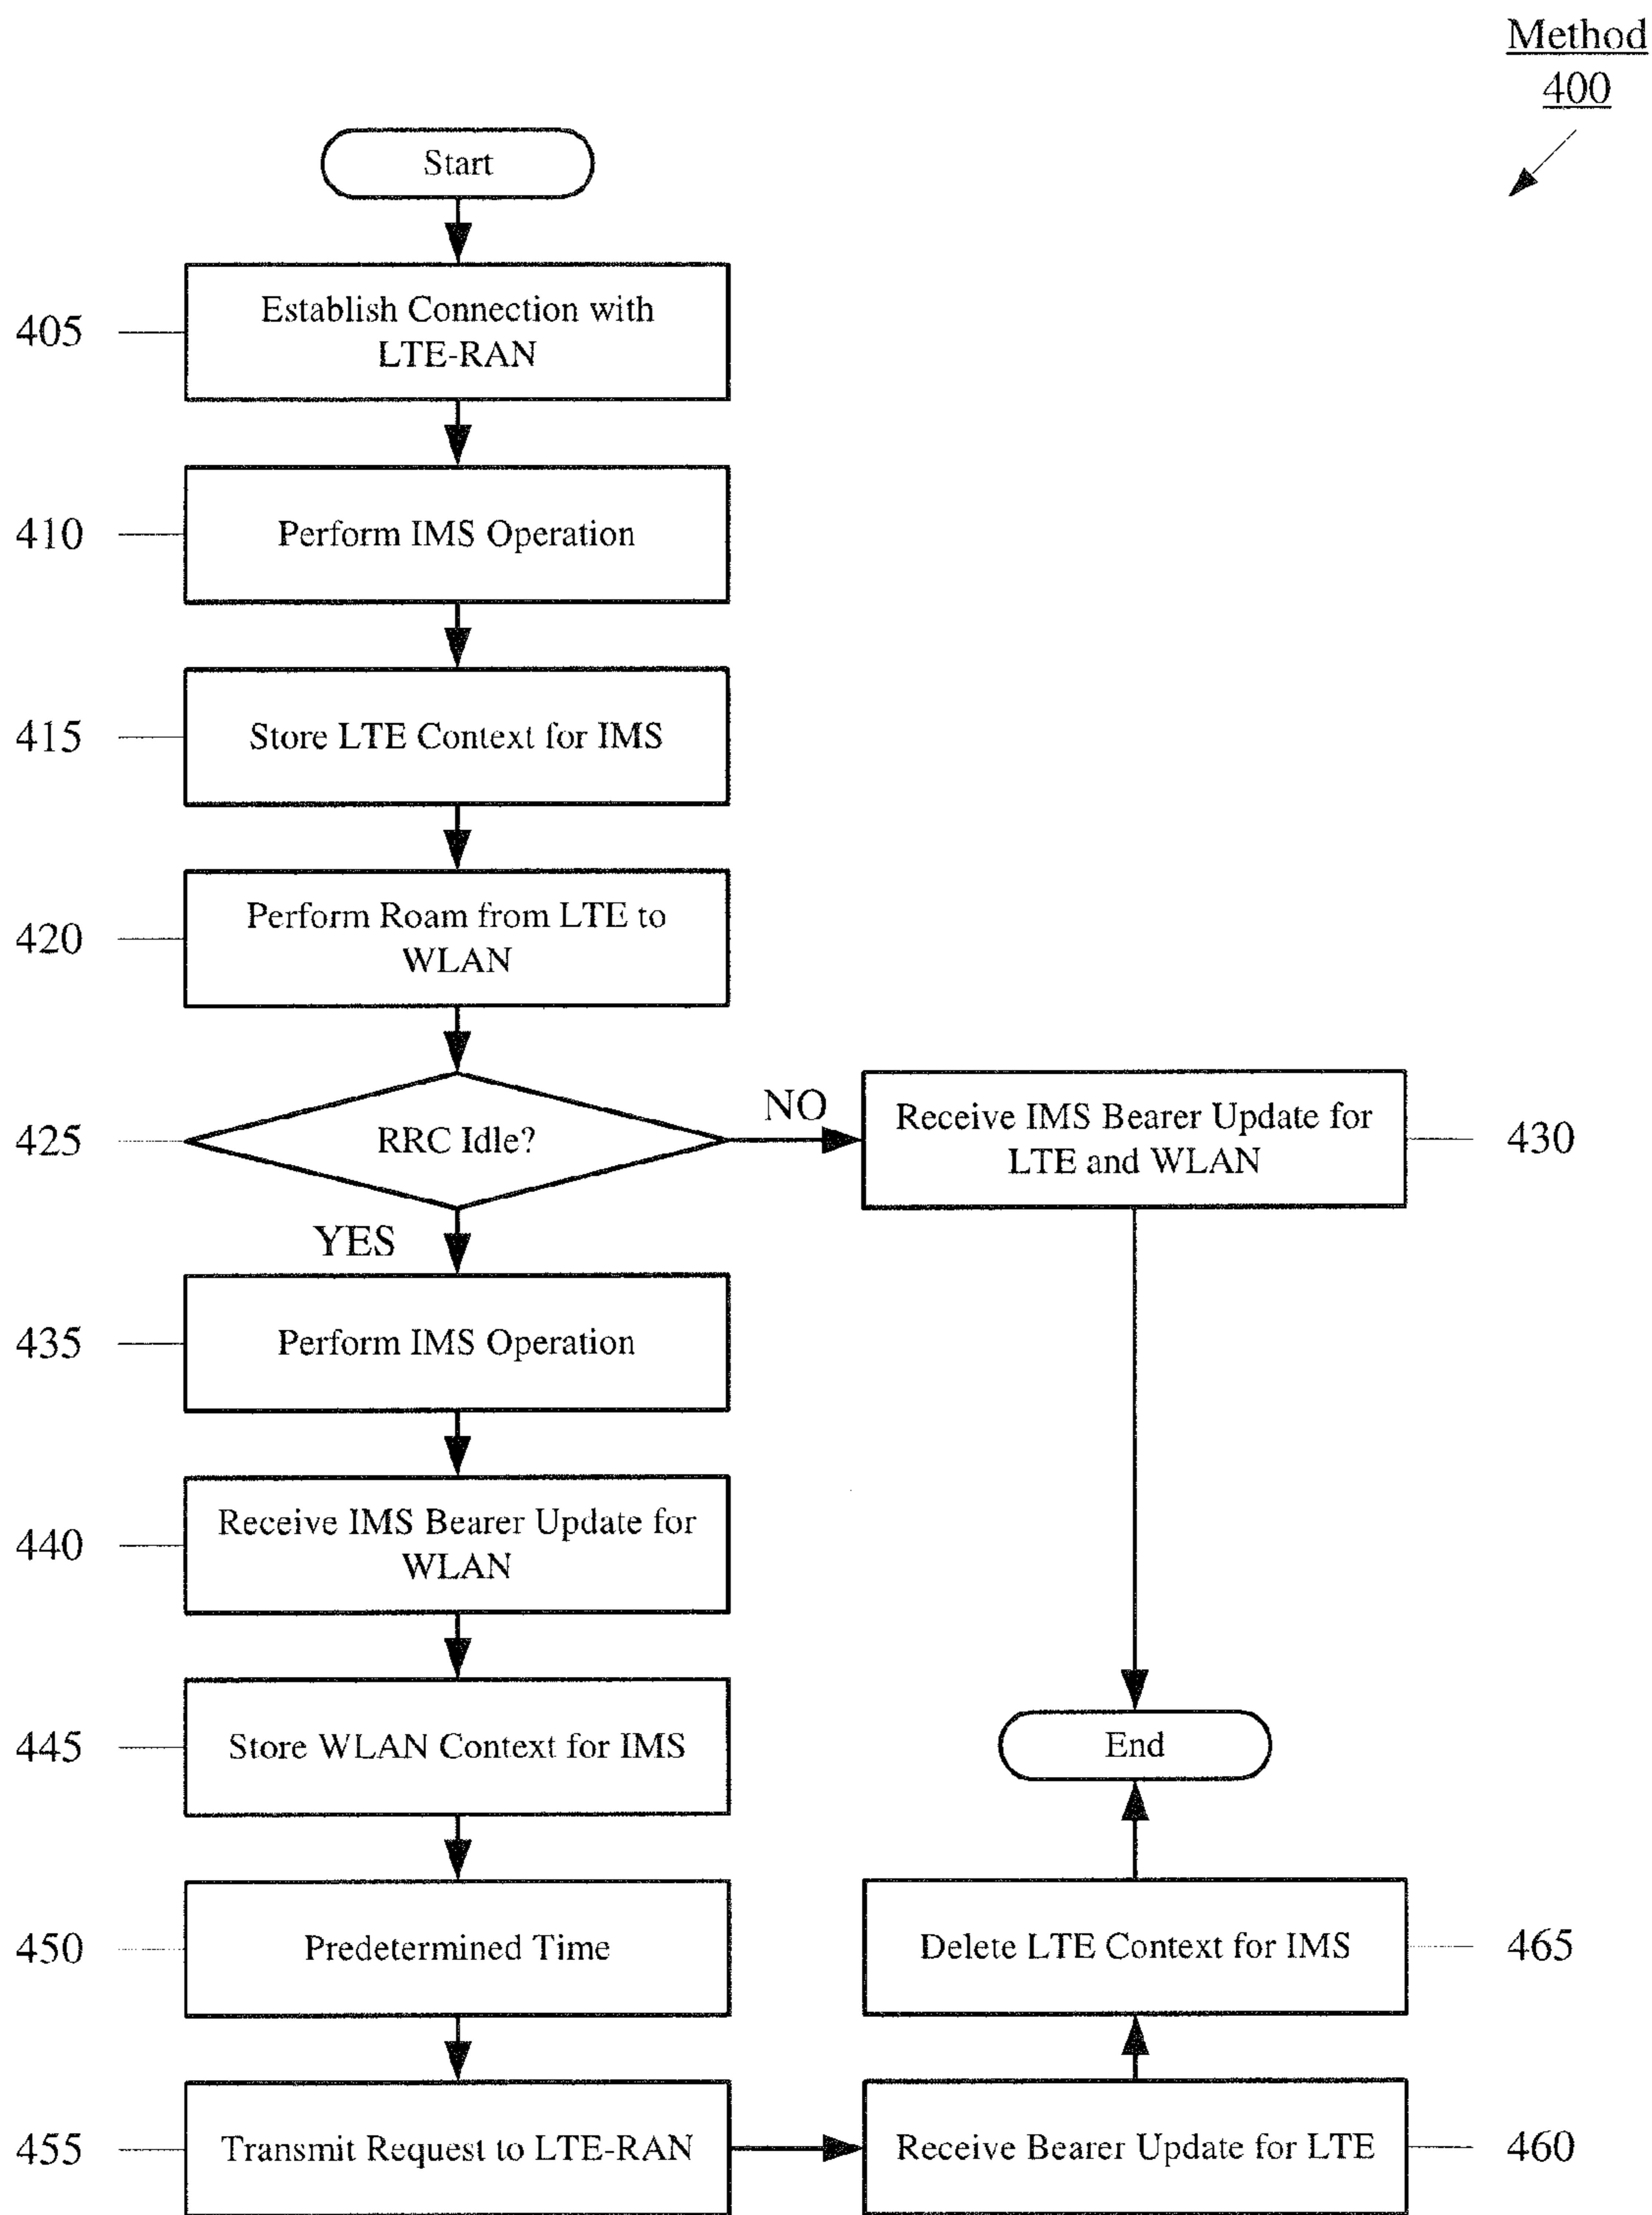 Method
400
Start
405
Establish Connection with
LTE-RAN
410
Perform IMS Operation
415
Store LTE Context for IMS
420
Perform Roam from LTE to
WLAN
425
RRC Idle?
NO
Receive IMS Bearer Update for
LTE and WLAN
430
YES
435
Perform IMS Operation
440
Receive IMS Bearer Update for
WLAN
445
Store WLAN Context for IMS
End
450
Predetermined Time
Delete LTE Context for IMS
465
455
Transmit Request to LTE-RAN
Receive Bearer Update for LTE
460